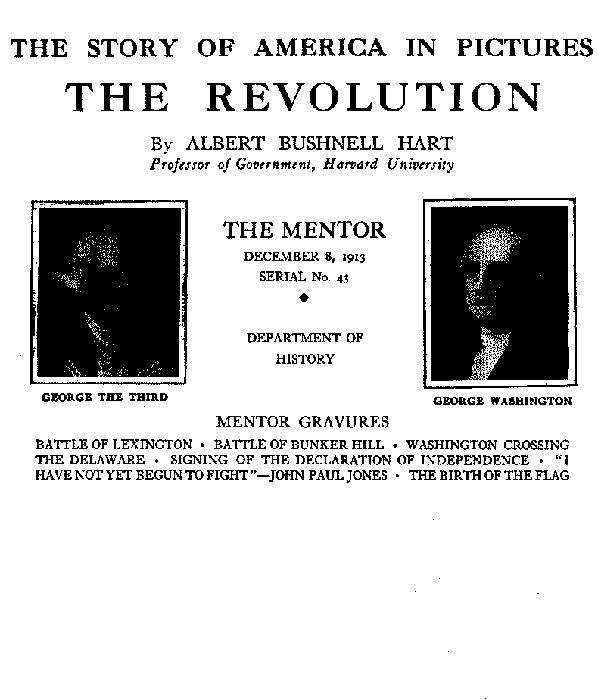 THE STORY OF AMERICA IN PICTURES
THE REVOLUTION
By ALBERT BUSHNELL HART
Professor of Government, Harvard University
THE MENTOR
DECEMBER 8, 1913
SERIAL No. 43
DEPARTMENT OF
HISTORY
GEORGE THE THIRD
GEORGE WASHINGTON
MENTOR GRAVURES
BATTLE OF LEXINGTON · BATTLE OF BUNKER HILL · WASHINGTON CROSSING
THE DELAWARE · SIGNING OF THE DECLARATION OF INDEPENDENCE · "I
HAVE NOT YET BEGUN TO FIGHT"—JOHN PAUL JONES · THE BIRTH OF THE FLAG